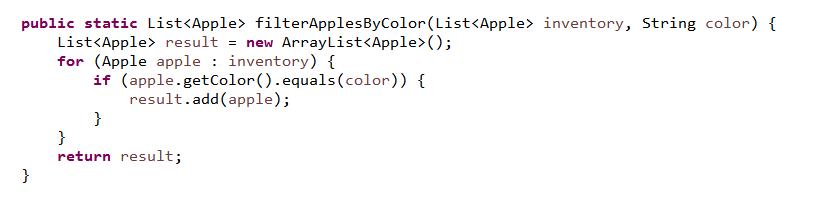 public static List<Apple> filterApplesByColor(List<Apple> inventory, String color) {
    List<Apple> result = new ArrayList<Apple>();
    for (Apple apple : inventory) {
        if (apple.getColor().equals(color)) {
            result.add(apple);
        }
    }
    return result;
}